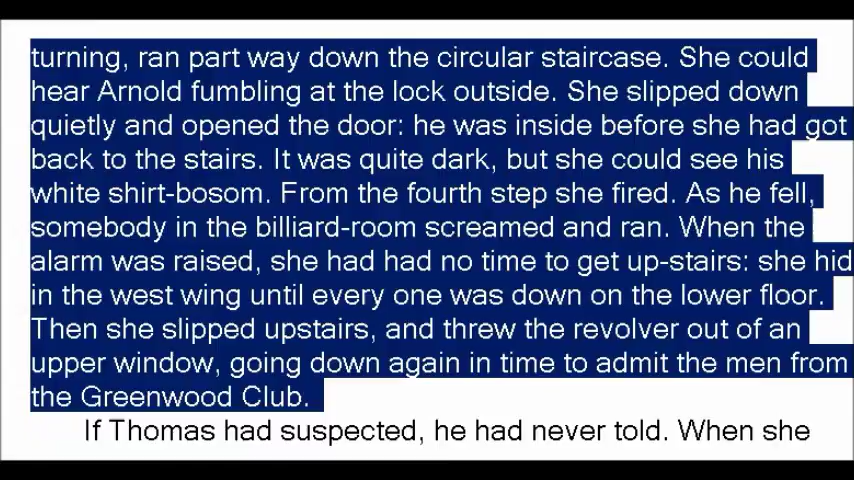 turning, ran part way down the circular staircase. She could
hear Arnold fumbling at the lock outside. She slipped down
quietly and opened the door: he was inside before she had got
back to the stairs. It was quite dark, but she could see his
white shirt-bosom. From the fourth step she fired. As he fell,
somebody in the billiard-room screamed and ran. When the
alarm was raised, she had had no time to get up-stairs: she hid
in the west wing until every one was down on the lower floor.
Then she slipped upstairs, and threw the revolver out of an
upper window, going down again in time to admit the men from
the Greenwood Club.
If Thomas had suspected, he had never told. When she